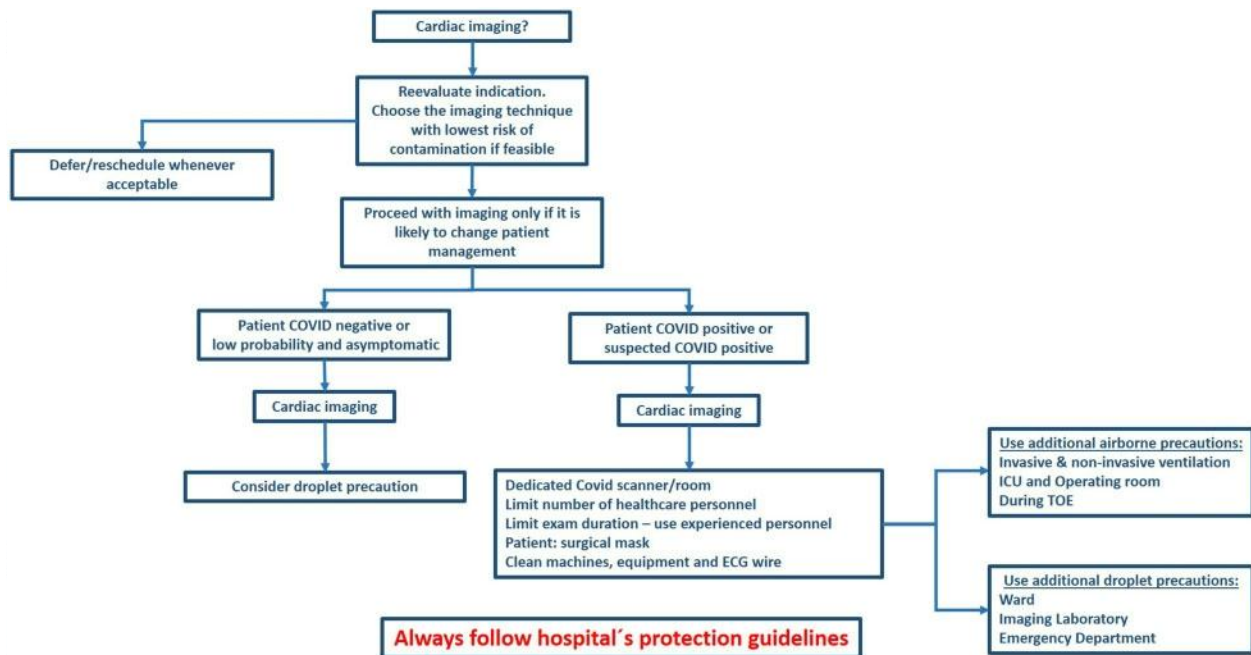 Cardiac imaging?
Reevaluate indication.
Choose the imaging technique
with lowest risk of
contamination if feasible
Defer/reschedule whenever
acceptable
Proceed with imaging only if it is
likely to change patient
management
Patient COVID negative or
low probability and asymptomatic
Patient COVID positive or
suspected COVID positive
Cardiac imaging
Cardiac imaging
Consider droplet precaution
Dedicated Covid scanner/room
Limit number of healthcare personnel
Limit exam duration – use experienced personnel
Patient: surgical mask
Clean machines, equipment and ECG wire
Use additional airborne precautions:
Invasive & non-invasive ventilation
ICU and Operating room
During TOE
Use additional droplet precautions:
Ward
Imaging Laboratory
Emergency Department
Always follow hospital´s protection guidelines